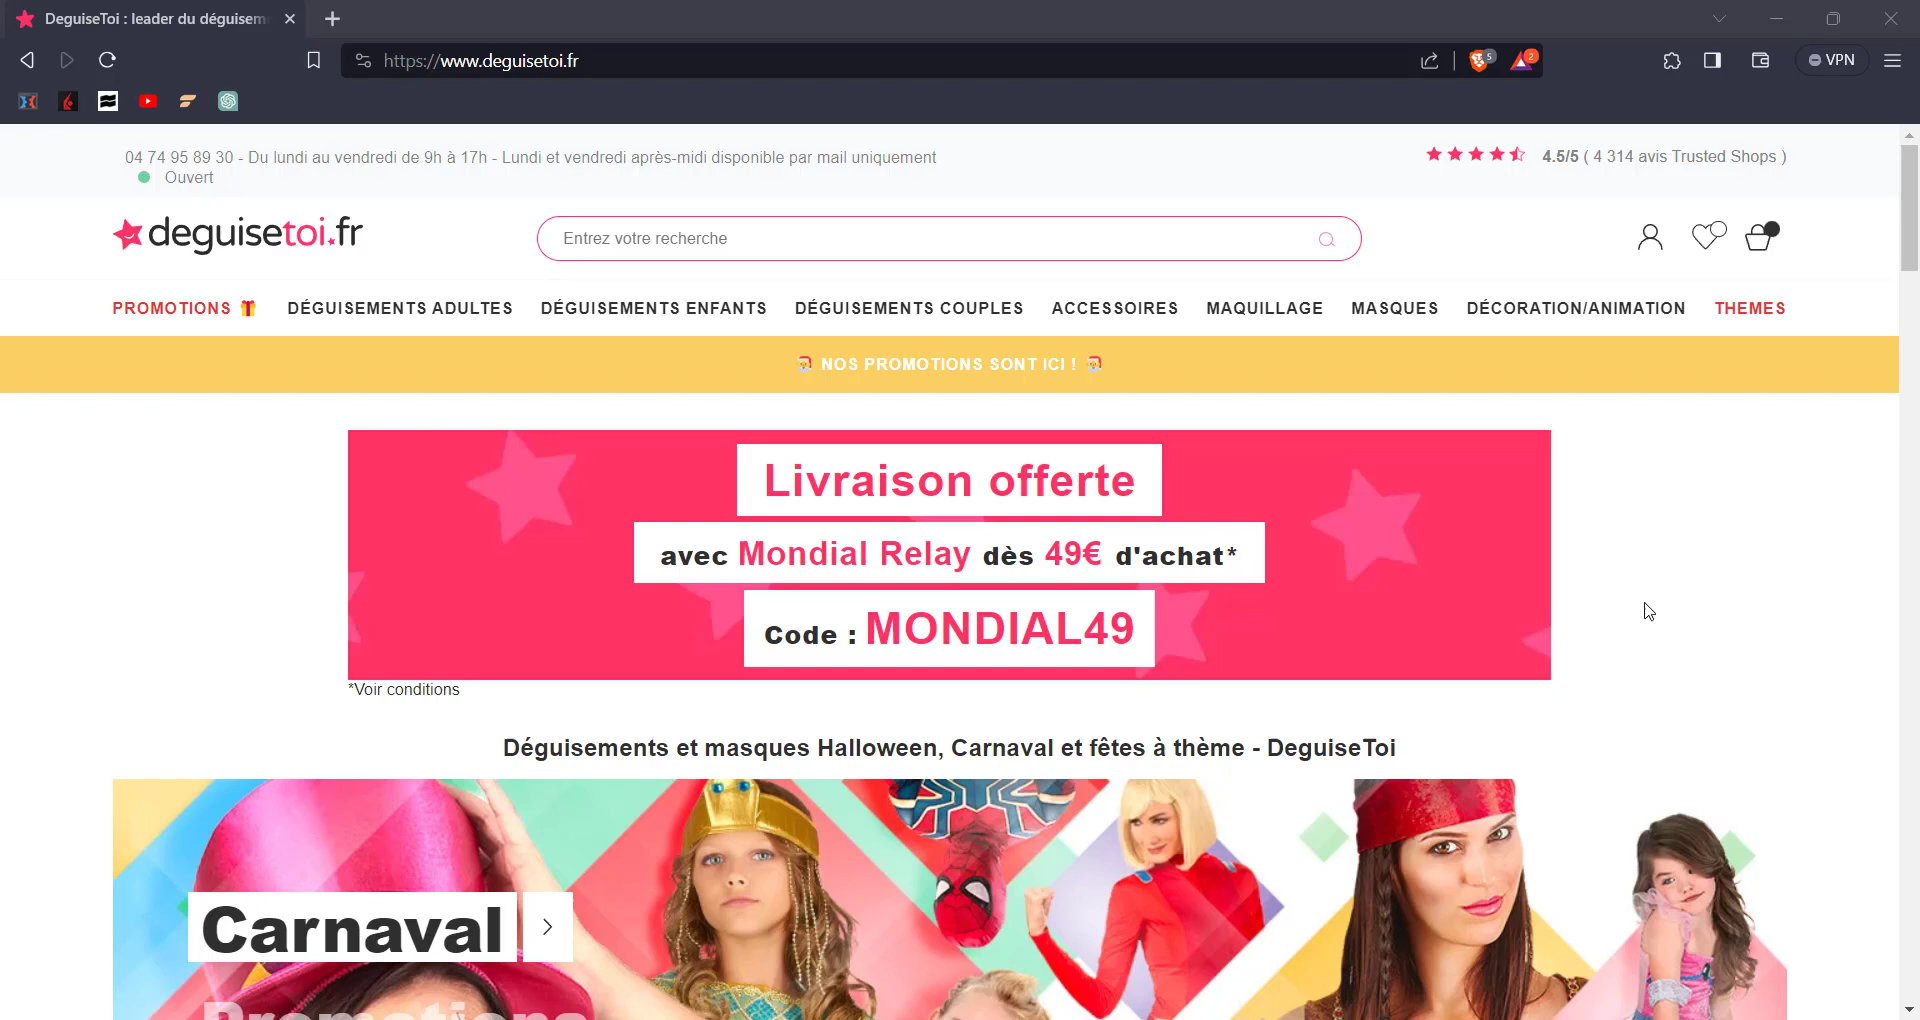 DeguiseToi : leader du déguisem
https://www.deguisetoi.fr
5
2
VPN
04 74 95 89 30 - Du lundi au vendredi de 9h à 17h - Lundi et vendredi après-midi disponible par mail uniquement
4.5/5 ( 4 314 avis Trusted Shops )
Ouvert
deguisetoi.fr
Entrez votre recherche
PROMOTIONS DÉGUISEMENTS ADULTES DÉGUISEMENTS ENFANTS DÉGUISEMENTS COUPLES ACCESSOIRES MAQUILLAGE MASQUES DÉCORATION/ANIMATION THEMES
NOS PROMOTIONS SONT ICI !
Livraison offerte
avec Mondial Relay dès 49€ d'achat*
Code : MONDIAL49
*Voir conditions
Déguisements et masques Halloween, Carnaval et fêtes à thème - DeguiseToi
Carnaval
Promotions